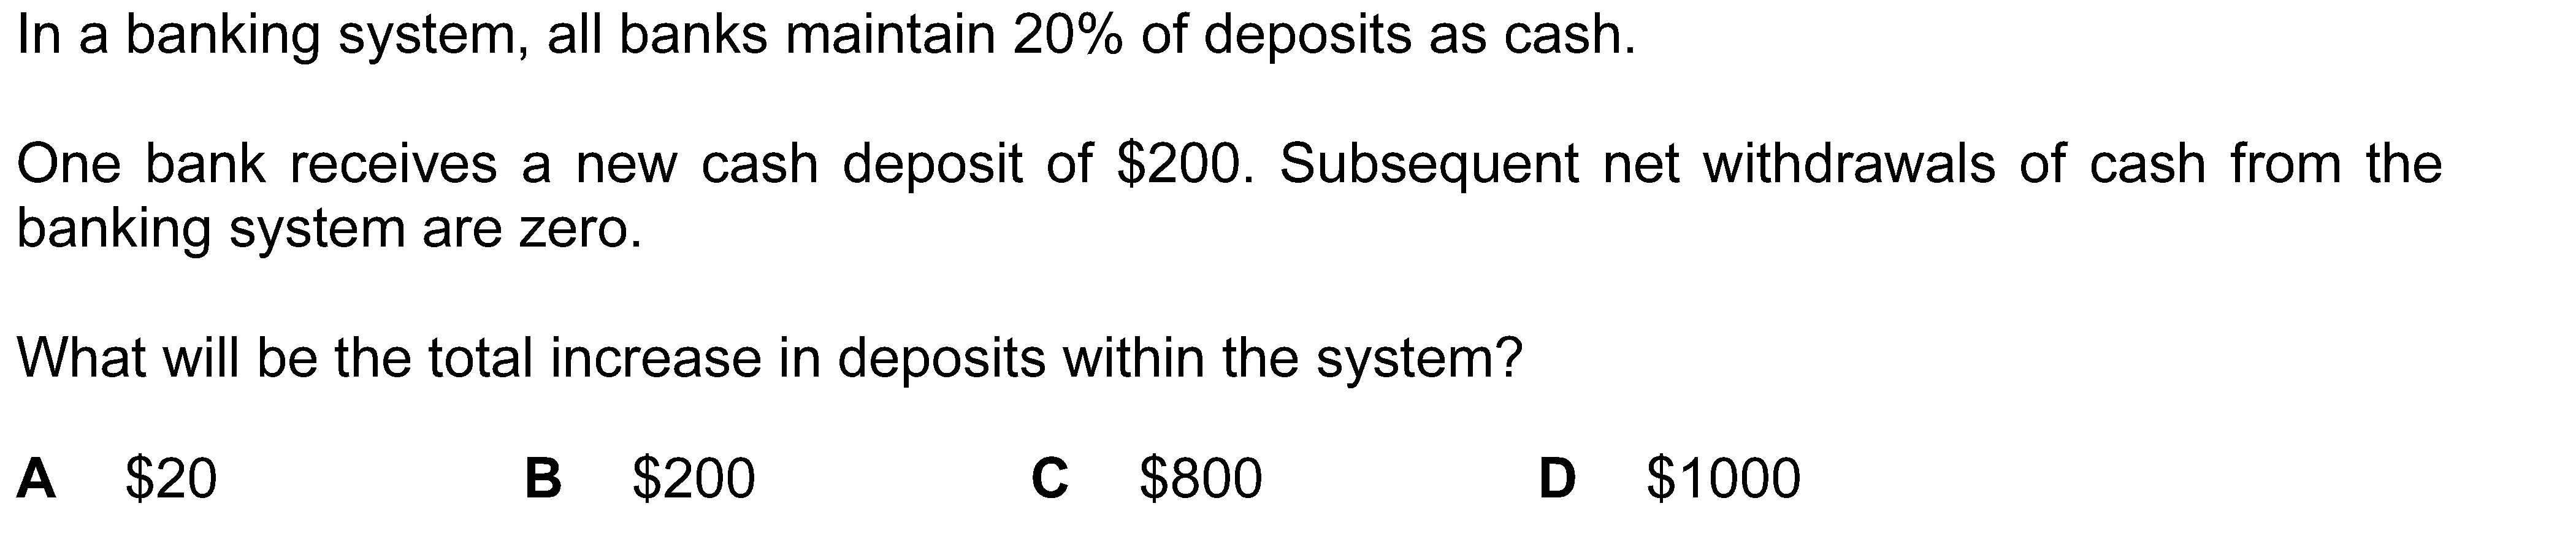 In a banking system, all banks maintain 20% of deposits as cash.
One bank receives a new cash deposit of $200. Subsequent net withdrawals of cash from the
banking system are zero.
What will be the total increase in deposits within the system?
A $20 B $200 C $800 D $1000